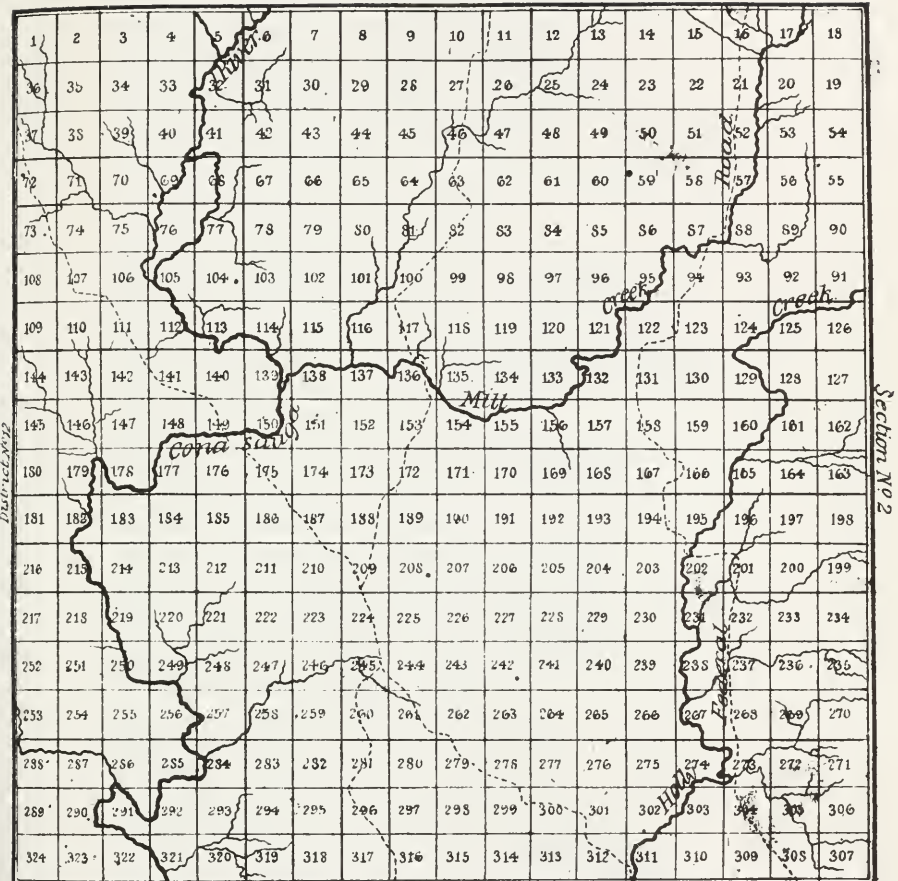 1 2 3 4 5 6 7 8 9 10 11 12 13 14 15 16 17 18
36 35 34 33 32 31 30 29 28 27 26 25 24 23 22 21 20 19
37 38 39 40 41 42 43 44 45 46 47 48 49 50 51 52 53 54
72 71 70 69 68 67 66 65 64 63 62 61 60 59 58 57 56 55
73 74 75 76 77 78 79 80 81 82 83 84 85 86 87 88 89 90
108 107 106 105 104 103 102 101 100 99 98 97 96 95 94 93 92 91
109 110 111 112 113 114 115 116 117 118 119 120 121 122 123 124 125 126
144 143 142 141 140 139 138 137 136 135 134 133 132 131 130 129 128 127
145 146 147 148 149 150 151 152 153 154 155 156 157 158 159 160 161 162
180 179 178 177 176 175 174 173 172 171 170 169 168 167 166 165 164 163
181 182 183 184 185 186 187 188 189 190 191 192 193 194 195 196 197 198
216 215 214 213 212 211 210 209 208 207 206 205 204 203 202 201 200 199
217 218 219 220 221 222 223 224 225 226 227 228 229 230 231 232 233 234
252 251 250 249 248 247 246 245 244 243 242 241 240 239 238 237 236 235
253 254 255 256 257 258 259 260 261 262 263 264 265 266 267 268 269 270
288 287 286 285 284 283 282 281 280 279 278 277 276 275 274 273 272 271
289 290 291 292 293 294 295 296 297 298 299 300 301 302 303 304 305 306
324 323 322 321 320 319 318 317 316 315 314 313 312 311 310 309 308 307
River
Road
Creek
Creek
Mill
Cona sauga
Federal
Holly
District Nº 12
Section Nº 2